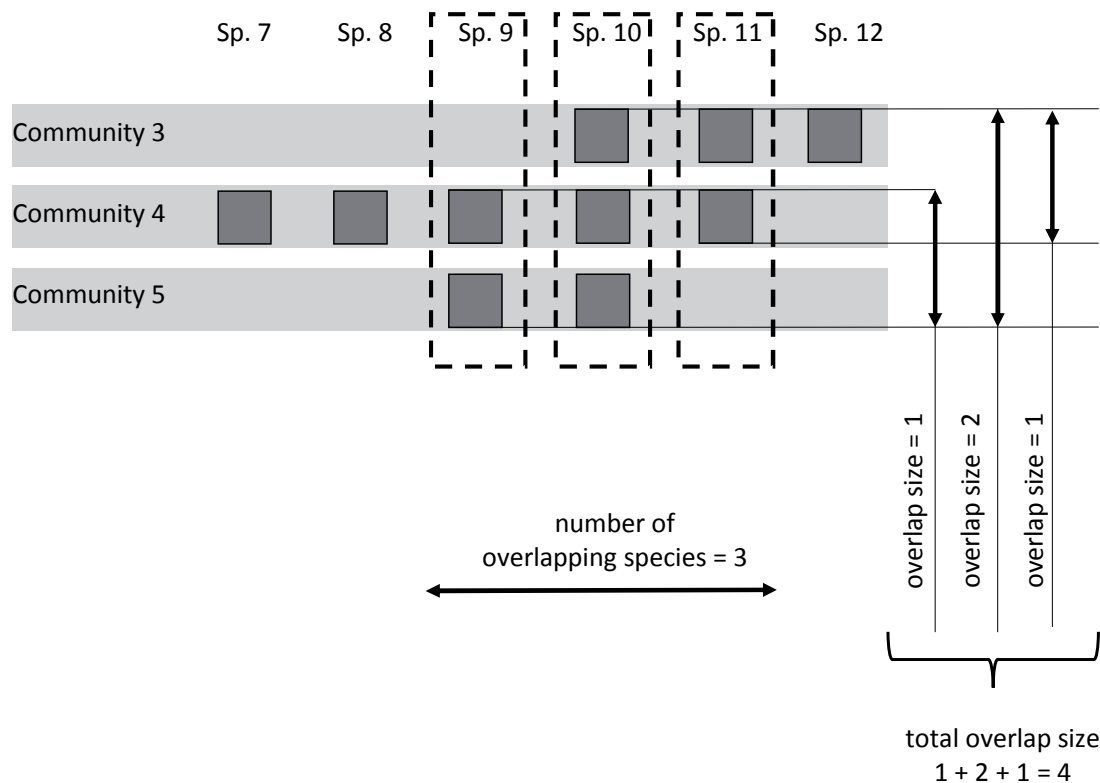 Sp. 7 Sp. 8 Sp. 9 Sp. 10 Sp. 11 Sp. 12
Community 3
Community 4
Community 5
overlap size = 1
overlap size = 2
overlap size = 1
number of
overlapping species = 3
total overlap size
1 + 2 + 1 = 4